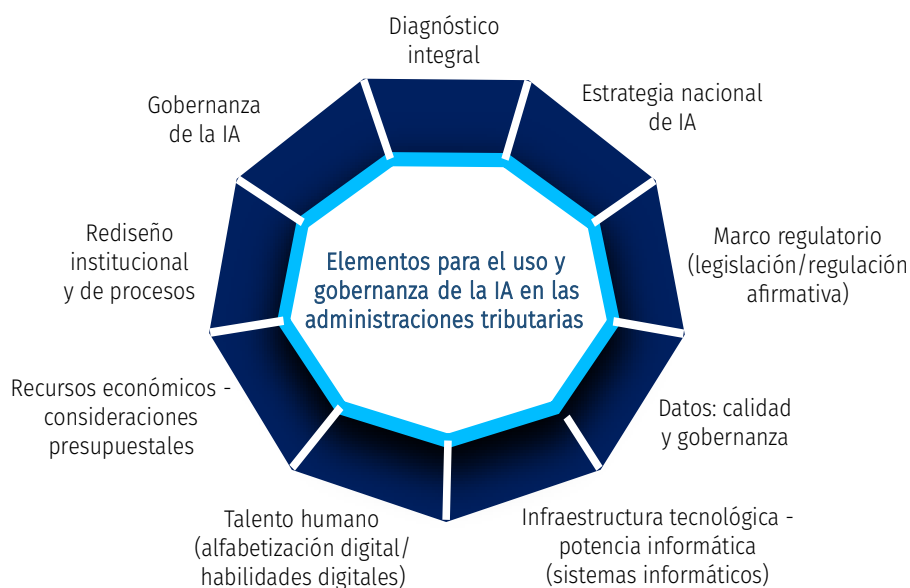 Diagnóstico
integral
Estrategia nacional
de IA
Marco regulatorio
(legislación/regulación
afirmativa)
Datos: calidad
y gobernanza
Infraestructura tecnológica -
potencia informática
(sistemas informáticos)
Talento humano
(alfabetización digital/
habilidades digitales)
Recursos económicos -
consideraciones
presupuestales
Rediseño
institucional
y de procesos
Gobernanza
de la IA
Elementos para el uso y
gobernanza de la IA en las
administraciones tributarias